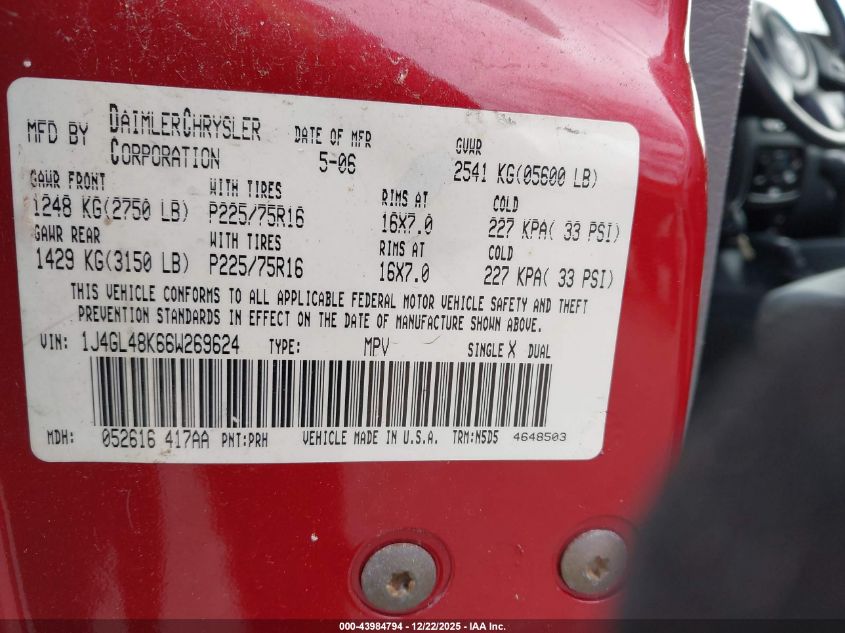 MFD BY DAIMLERCHRYSLER CORPORATION DATE OF MFR 5-06 GVWR 2541 KG(05600 LB)
GAWR FRONT WITH TIRES RIMS AT COLD
1248 KG(2750 LB) P225/75R16 16X7.0 227 KPA( 33 PSI)
GAWR REAR WITH TIRES RIMS AT COLD
1429 KG(3150 LB) P225/75R16 16X7.0 227 KPA( 33 PSI)
THIS VEHICLE CONFORMS TO ALL APPLICABLE FEDERAL MOTOR VEHICLE SAFETY AND THEFT
PREVENTION STANDARDS IN EFFECT ON THE DATE OF MANUFACTURE SHOWN ABOVE.
VIN: 1J4GL48K66W269624 TYPE: MPV SINGLE X DUAL
MDH: 052616 417AA PNT:PRH VEHICLE MADE IN U.S.A. TRM:N5D5 4648503
000-43984794 - 12/22/2025 - IAA Inc.